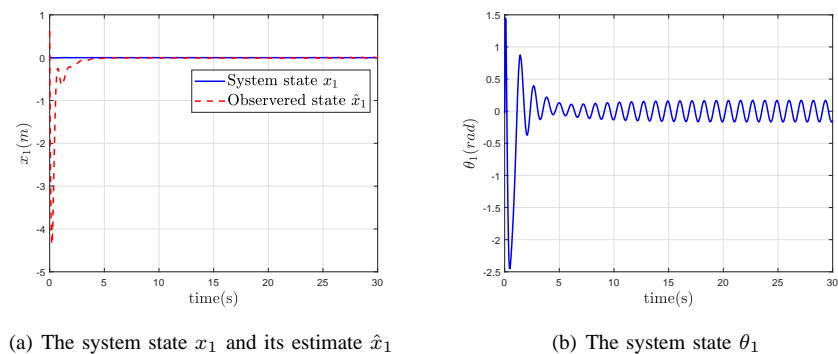 1
0
-1
-2
-3
-4
-5
x₁(m)
0 5 10 15 20 25 30
time(s)
System state x₁
Observered state x̂₁
1.5
1
0.5
0
-0.5
-1
-1.5
-2
-2.5
θ₁(rad)
0 5 10 15 20 25 30
time(s)
(a) The system state x₁ and its estimate x̂₁
(b) The system state θ₁